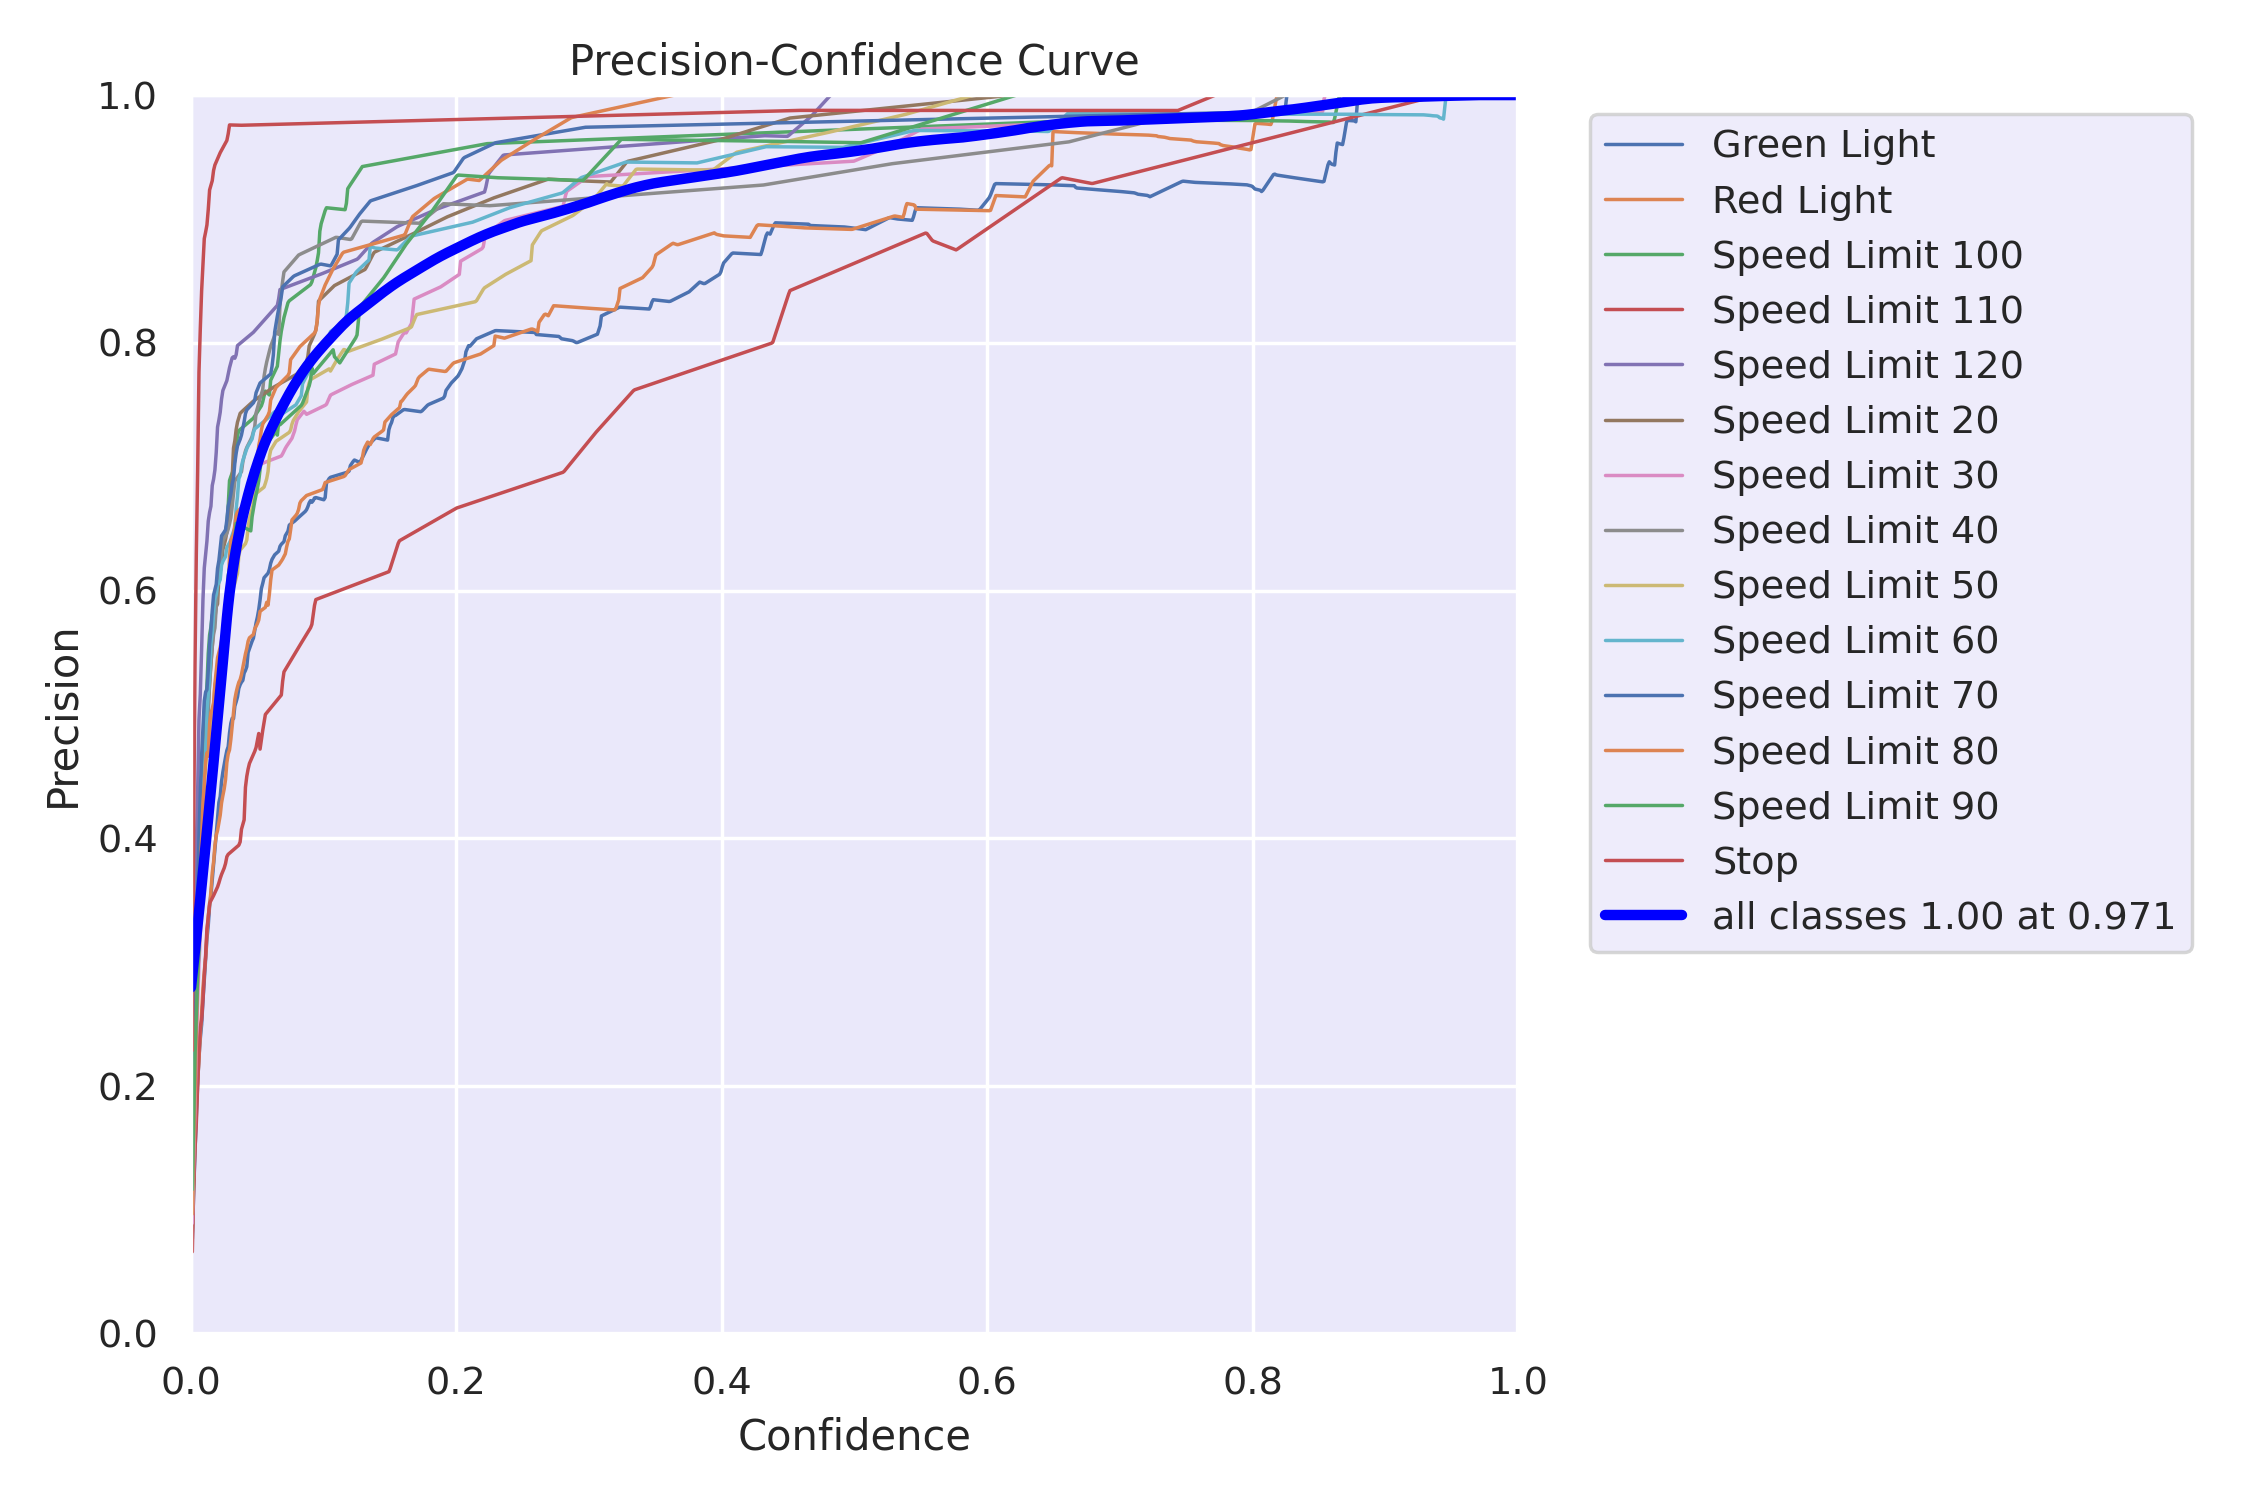 Precision-Confidence Curve
1.0
0.8
0.6
0.4
0.2
0.0
Precision
0.0 0.2 0.4 0.6 0.8 1.0
Confidence
Green Light
Red Light
Speed Limit 100
Speed Limit 110
Speed Limit 120
Speed Limit 20
Speed Limit 30
Speed Limit 40
Speed Limit 50
Speed Limit 60
Speed Limit 70
Speed Limit 80
Speed Limit 90
Stop
all classes 1.00 at 0.971